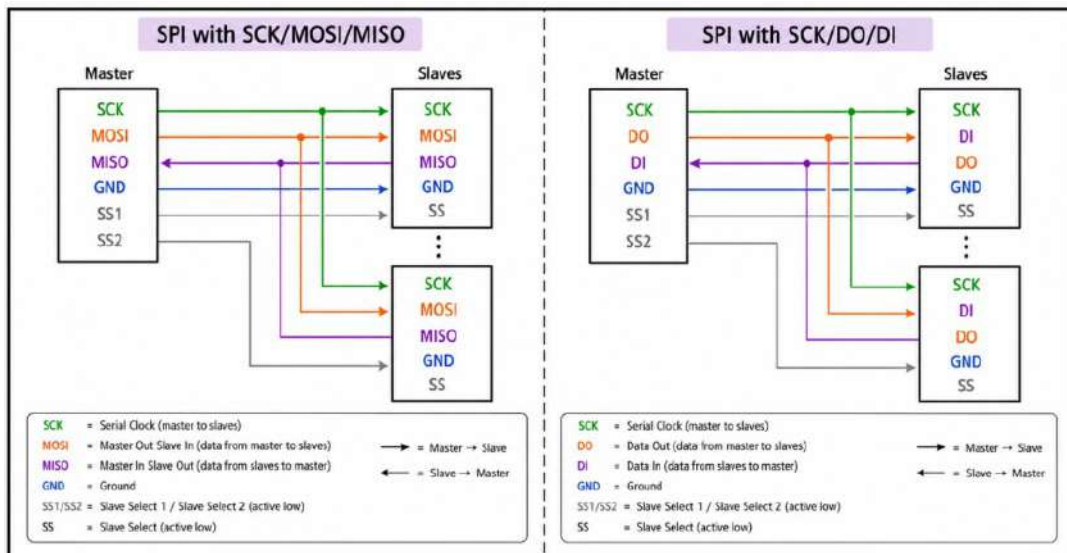 SPI with SCK/MOSI/MISO
Master
Slaves
SCK
MOSI
MISO
GND
SS1
SS2
SCK
MOSI
MISO
GND
SS
SCK
MOSI
MISO
GND
SS
SCK = Serial Clock (master to slaves)
MOSI = Master Out Slave In (data from master to slaves)
MISO = Master In Slave Out (data from slaves to master)
GND = Ground
SS1/SS2 = Slave Select 1 / Slave Select 2 (active low)
SS = Slave Select (active low)
= Master → Slave
= Slave → Master
SPI with SCK/DO/DI
Master
Slaves
SCK
DO
DI
GND
SS1
SS2
SCK
DI
DO
GND
SS
SCK
DI
DO
GND
SS
SCK = Serial Clock (master to slaves)
DO = Data Out (data from master to slaves)
DI = Data In (data from slaves to master)
GND = Ground
SS1/SS2 = Slave Select 1 / Slave Select 2 (active low)
SS = Slave Select (active low)
= Master → Slave
= Slave → Master